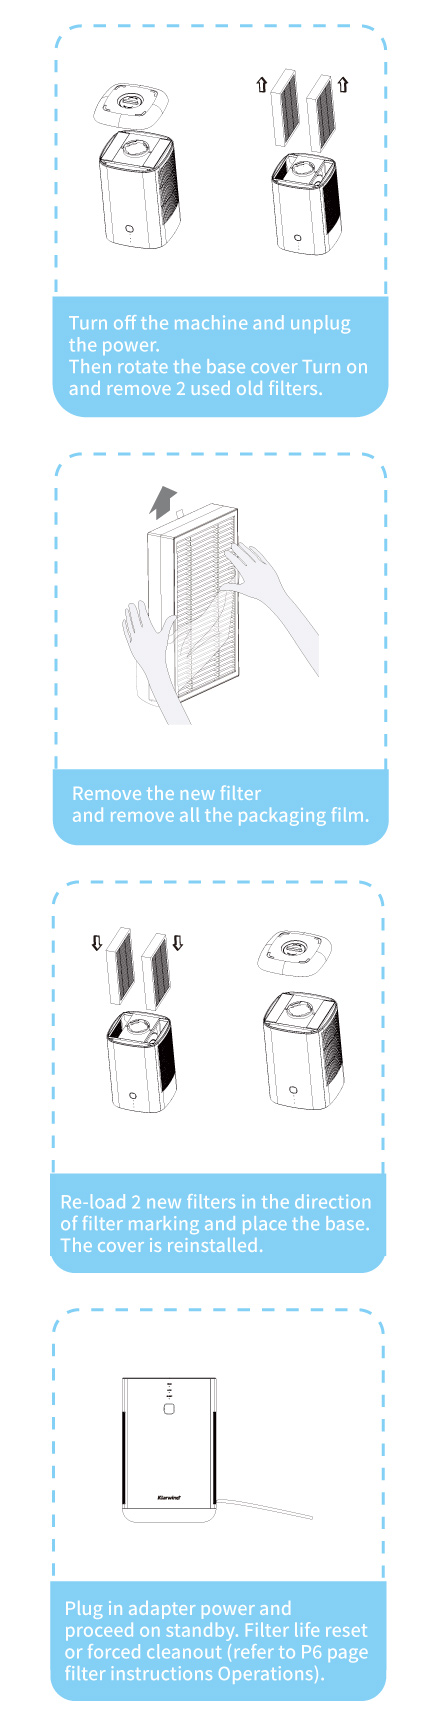 Turn off the machine and unplug
the power.
Then rotate the base cover Turn on
and remove 2 used old filters.
Remove the new filter
and remove all the packaging film.
Re-load 2 new filters in the direction
of filter marking and place the base.
The cover is reinstalled.
Klarwind
Plug in adapter power and
proceed on standby. Filter life reset
or forced cleanout (refer to P6 page
filter instructions Operations).